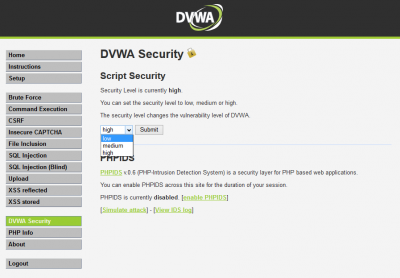 DVWA
Home
Instructions
Setup
Brute Force
Command Execution
CSRF
Insecure CAPTCHA
File Inclusion
SQL Injection
SQL Injection (Blind)
Upload
XSS reflected
XSS stored
DVWA Security
PHP Info
About
Logout
DVWA Security
Script Security
Security Level is currently high.
You can set the security level to low, medium or high.
The security level changes the vulnerability level of DVWA.
high Submit
low
medium
high
PHPIDS
PHPIDS v.0.6 (PHP-Intrusion Detection System) is a security layer for PHP based web applications.
You can enable PHPIDS across this site for the duration of your session.
PHPIDS is currently disabled. [enable PHPIDS]
[Simulate attack] - [View IDS log]